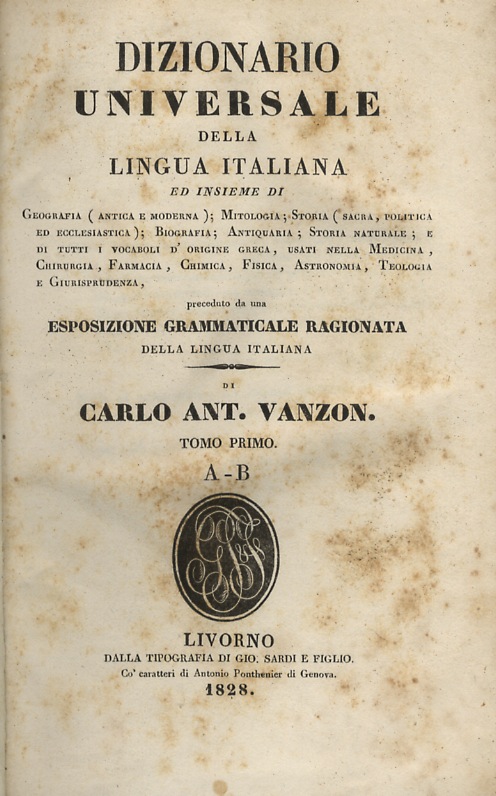 DIZIONARIO
UNIVERSALE
DELLA
LINGUA ITALIANA
ED INSIEME DI
GEOGRAFIA ( ANTICA E MODERNA ); MITOLOGIA; STORIA ( SACRA, POLITICA
ED ECCLESIASTICA ); BIOGRAFIA; ANTIQUARIA; STORIA NATURALE; E
DI TUTTI I VOCABOLI D' ORIGINE GRECA, USATI NELLA MEDICINA,
CHIRURGIA, FARMACIA, CHIMICA, FISICA, ASTRONOMIA, TEOLOGIA
E GIURISPRUDENZA,
preceduto da una
ESPOSIZIONE GRAMMATICALE RAGIONATA
DELLA LINGUA ITALIANA
DI
CARLO ANT. VANZON.
TOMO PRIMO.
A - B
LIVORNO
DALLA TIPOGRAFIA DI GIO. SARDI E FIGLIO.
Co' caratteri di Antonio Ponthenier di Genova.
1828.